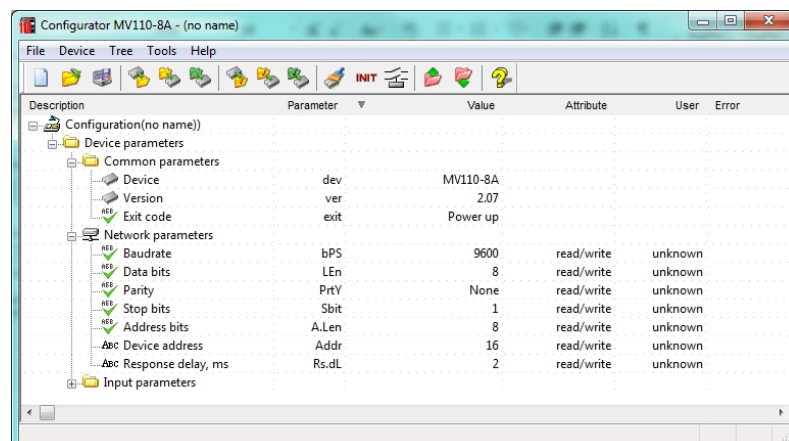 Configurator MV110-8A - (no name)
File Device Tree Tools Help
INIT
Description Parameter Value Attribute User Error
Configuration(no name))
Device parameters
Common parameters
Device dev MV110-8A
Version ver 2.07
Exit code exit Power up
Network parameters
Baudrate bPS 9600 read/write unknown
Data bits LEn 8 read/write unknown
Parity PrtY None read/write unknown
Stop bits Sbit 1 read/write unknown
Address bits A.Len 8 read/write unknown
ABC Device address Addr 16 read/write unknown
ABC Response delay, ms Rs.dL 2 read/write unknown
Input parameters